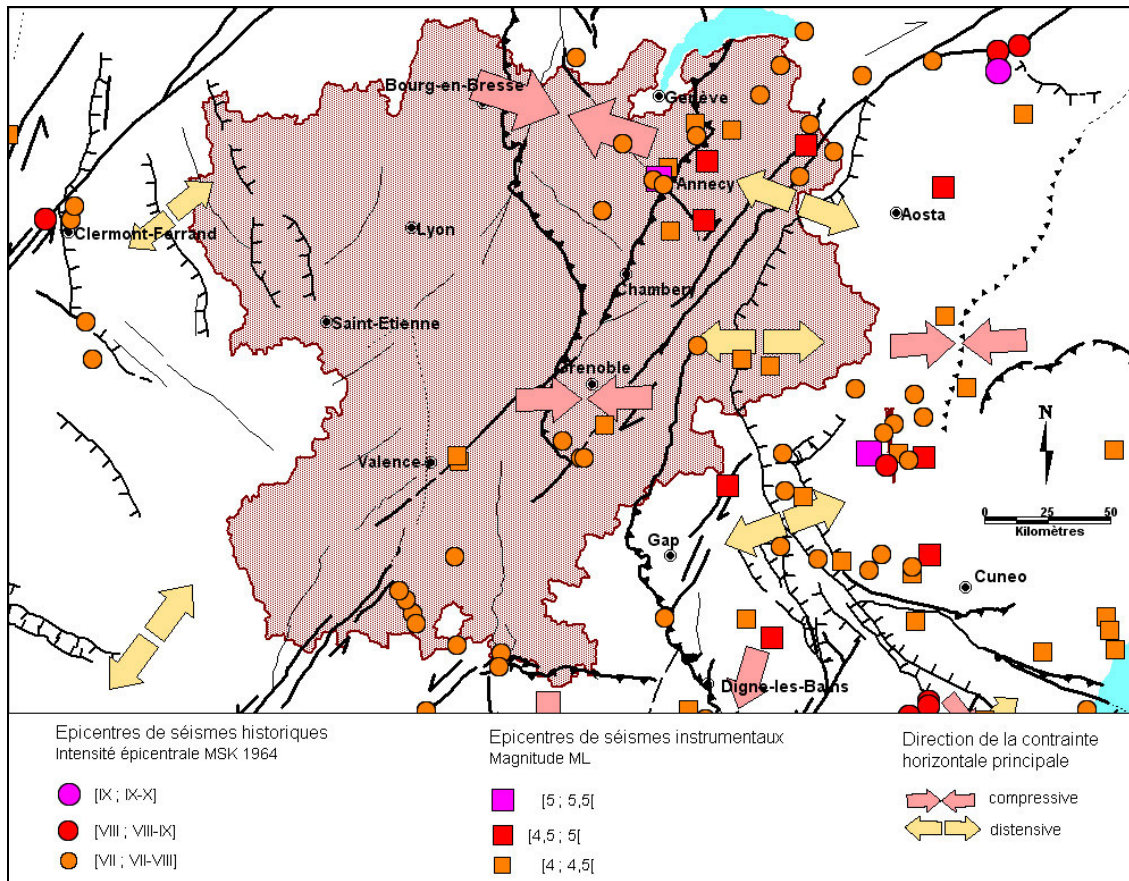 Bourg-en-Bresse
Genève
Annecy
Aosta
Clermont-Ferrand
Lyon
Chambery
Saint-Etienne
Grenoble
N
Valence
0 25 50
Kilomètres
Gap
Cuneo
Digne-les-Bains
Epicentres de séismes historiques
Intensité épicentrale MSK 1964
[IX ; IX-X]
[VIII ; VIII-IX]
[VII ; VII-VIII]
Epicentres de séismes instrumentaux
Magnitude ML
[5 ; 5,5[
[4,5 ; 5[
[4 ; 4,5[
Direction de la contrainte
horizontale principale
compressive
distensive